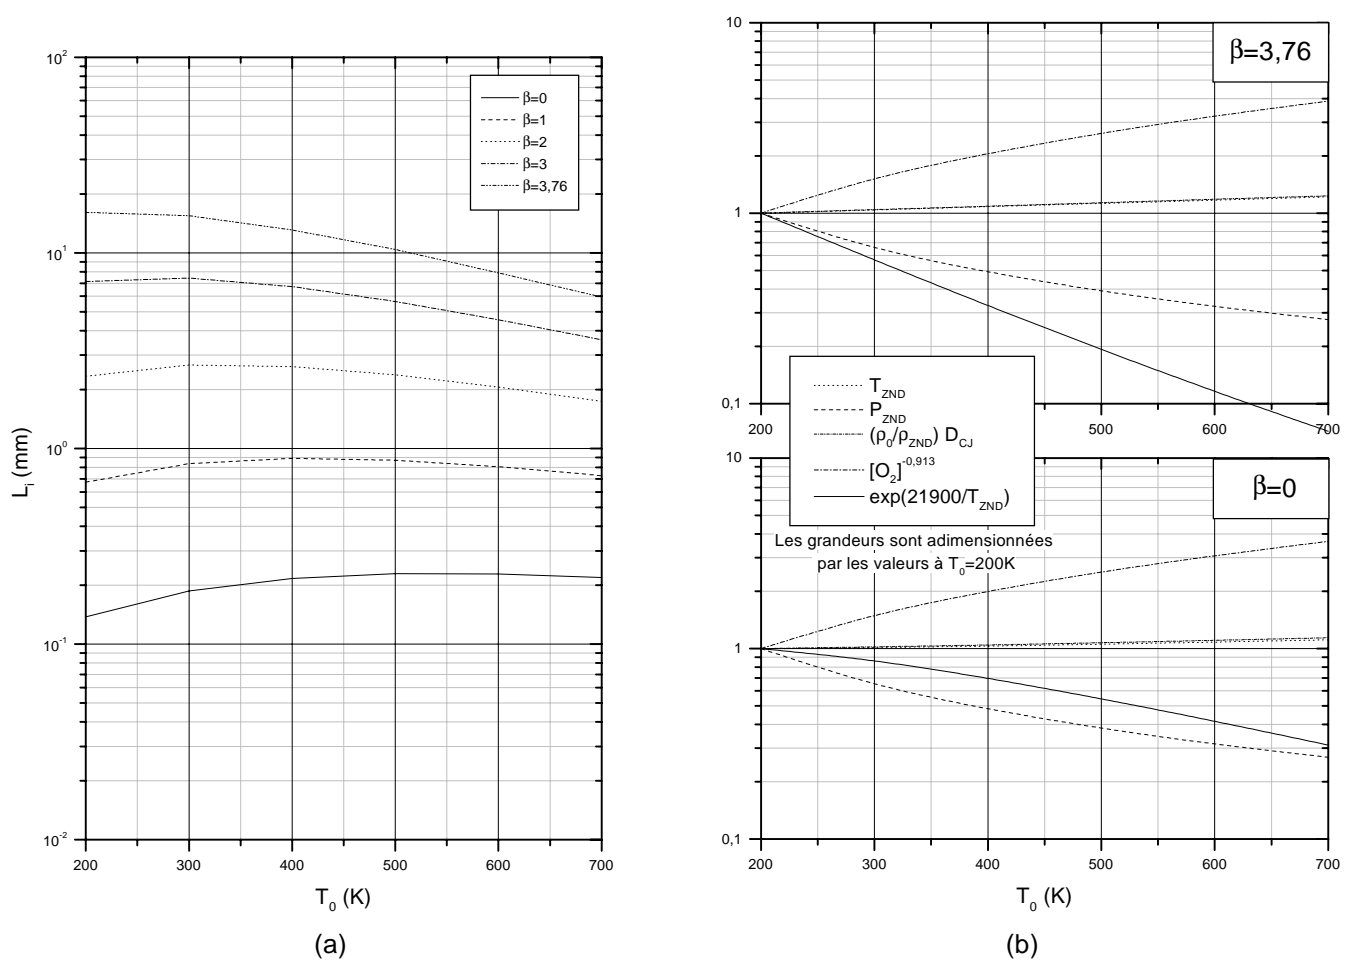 10²
10¹
10⁰
10⁻¹
10⁻²
Lᵢ (mm)
β=0
β=1
β=2
β=3
β=3,76
200 300 400 500 600 700
T₀ (K)
(a)
10
1
0,1
β=3,76
200 700
T_ZND
P_ZND
(ρ₀/ρ_ZND) D_CJ
[O₂]^-0,913
exp(21900/T_ZND)
Les grandeurs sont adimensionnées
par les valeurs à T₀=200K
10
1
0,1
β=0
200 300 400 500 600 700
T₀ (K)
(b)
500 600